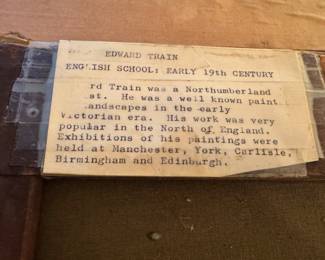 EDWARD TRAIN
ENGLISH SCHOOL: EARLY 19th CENTURY
rd Train was a Northumberland
st. He was a well known paint
andscapes in the early
Victorian era. His work was very
popular in the North of England.
Exhibitions of his paintings were
held at Manchester, York, Carlisle,
Birmingham and Edinburgh.